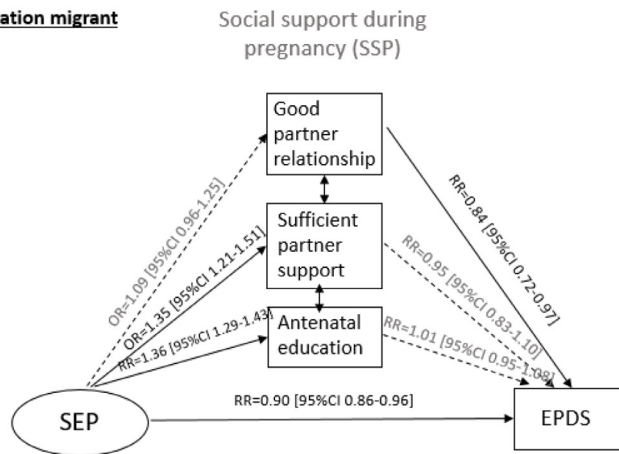 ation migrant
Social support during
pregnancy (SSP)
Good
partner
relationship
Sufficient
partner
support
Antenatal
education
OR=1.09 [95%CI 0.96-1.25]
OR=1.35 [95%CI 1.21-1.51]
RR=1.36 [95%CI 1.29-1.43]
RR=0.84 [95%CI 0.72-0.97]
RR=0.95 [95%CI 0.83-1.10]
RR=1.01 [95%CI 0.95-1.08]
RR=0.90 [95%CI 0.86-0.96]
SEP
EPDS